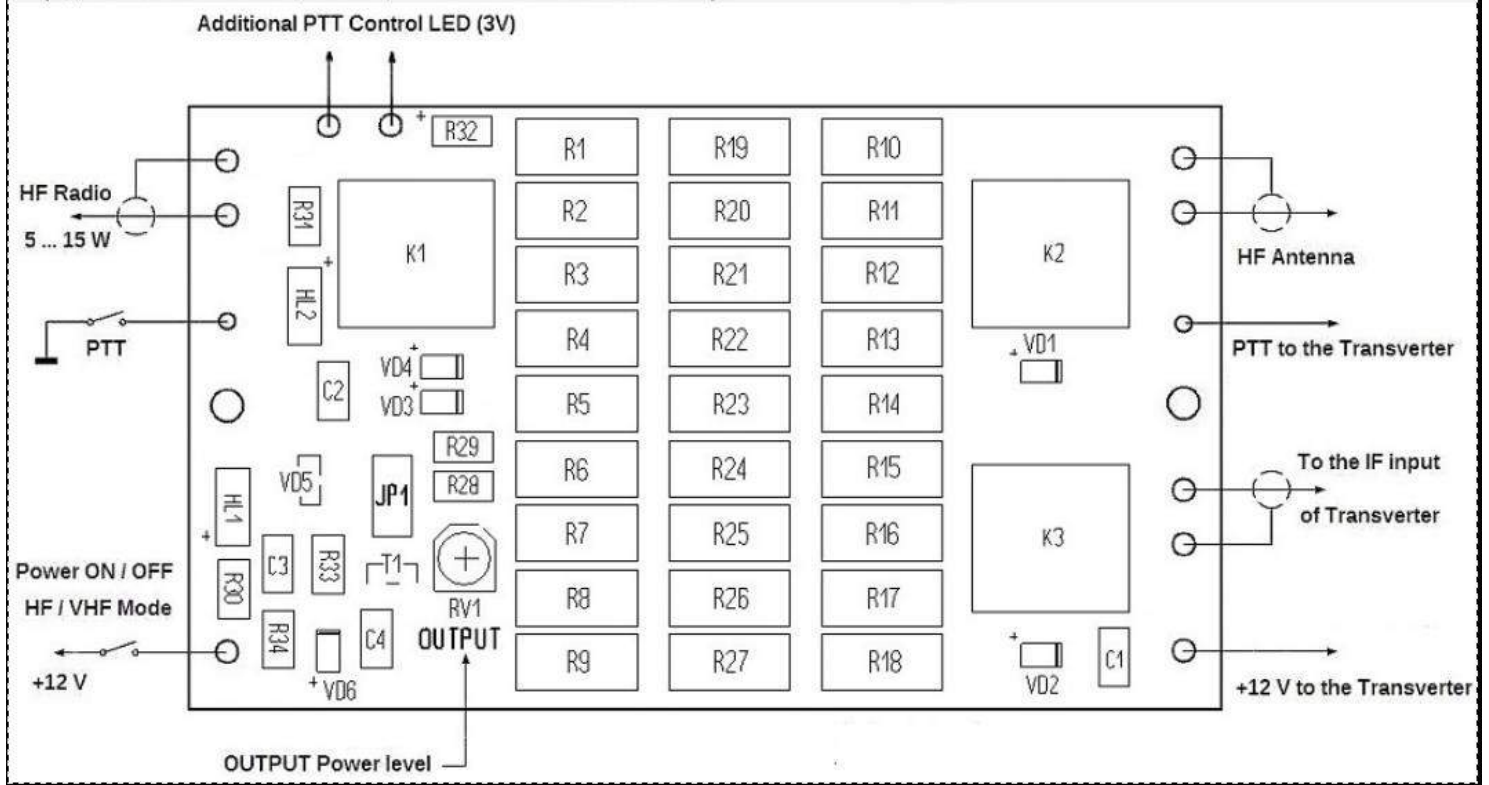 Additional PTT Control LED (3V)
+ R32
R1 R19 R10
HF Radio
5 ... 15 W
R31
R2 R20 R11
K1
K2
HF Antenna
+
HL2
R3 R21 R12
PTT
R4 R22 R13
+ VD1
PTT to the Transverter
+
VD4
+
VD3
C2
R5 R23 R14
R29
R28
R6 R24 R15
To the IF input
of Transverter
VD5
JP1
HL1
+
R7 R25 R16
K3
Power ON / OFF
HF / VHF Mode
+12 V
R30
C3
R33
T1
RV1
OUTPUT
R8 R26 R17
R34
+ VD6
C4
R9 R27 R18
+
VD2
C1
+12 V to the Transverter
OUTPUT Power level